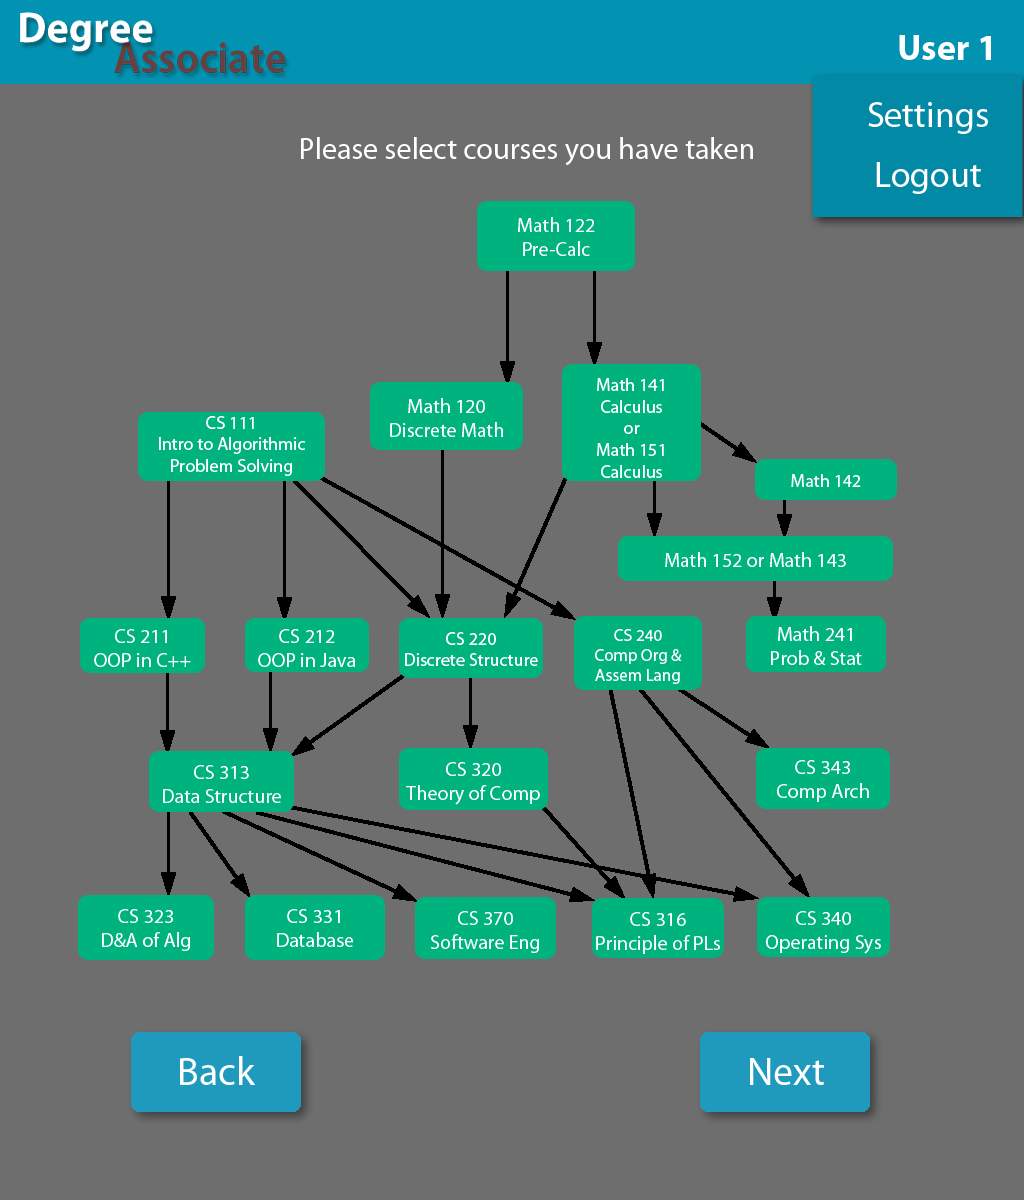 Degree
Associate
User 1
Settings
Logout
Please select courses you have taken
Math 122
Pre-Calc
Math 120
Discrete Math
Math 141
Calculus
or
Math 151
Calculus
CS 111
Intro to Algorithmic
Problem Solving
Math 142
Math 152 or Math 143
CS 211
OOP in C++
CS 212
OOP in Java
CS 220
Discrete Structure
CS 240
Comp Org &
Assem Lang
Math 241
Prob & Stat
CS 313
Data Structure
CS 320
Theory of Comp
CS 343
Comp Arch
CS 323
D&A of Alg
CS 331
Database
CS 370
Software Eng
CS 316
Principle of PLs
CS 340
Operating Sys
Back
Next